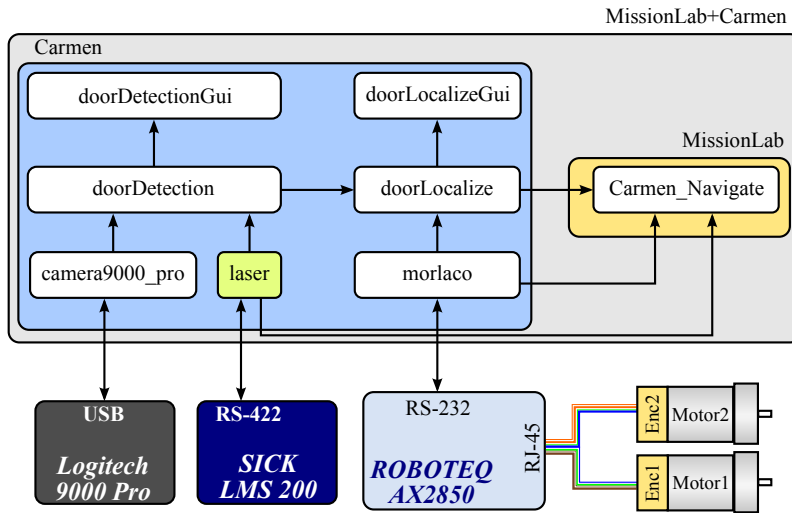 MissionLab+Carmen
Carmen
doorDetectionGui
doorLocalizeGui
MissionLab
doorDetection
doorLocalize
Carmen_Navigate
camera9000_pro
laser
morlaco
USB
Logitech
9000 Pro
RS-422
SICK
LMS 200
RS-232
ROBOTEQ
AX2850
RJ-45
Enc2
Motor2
Enc1
Motor1